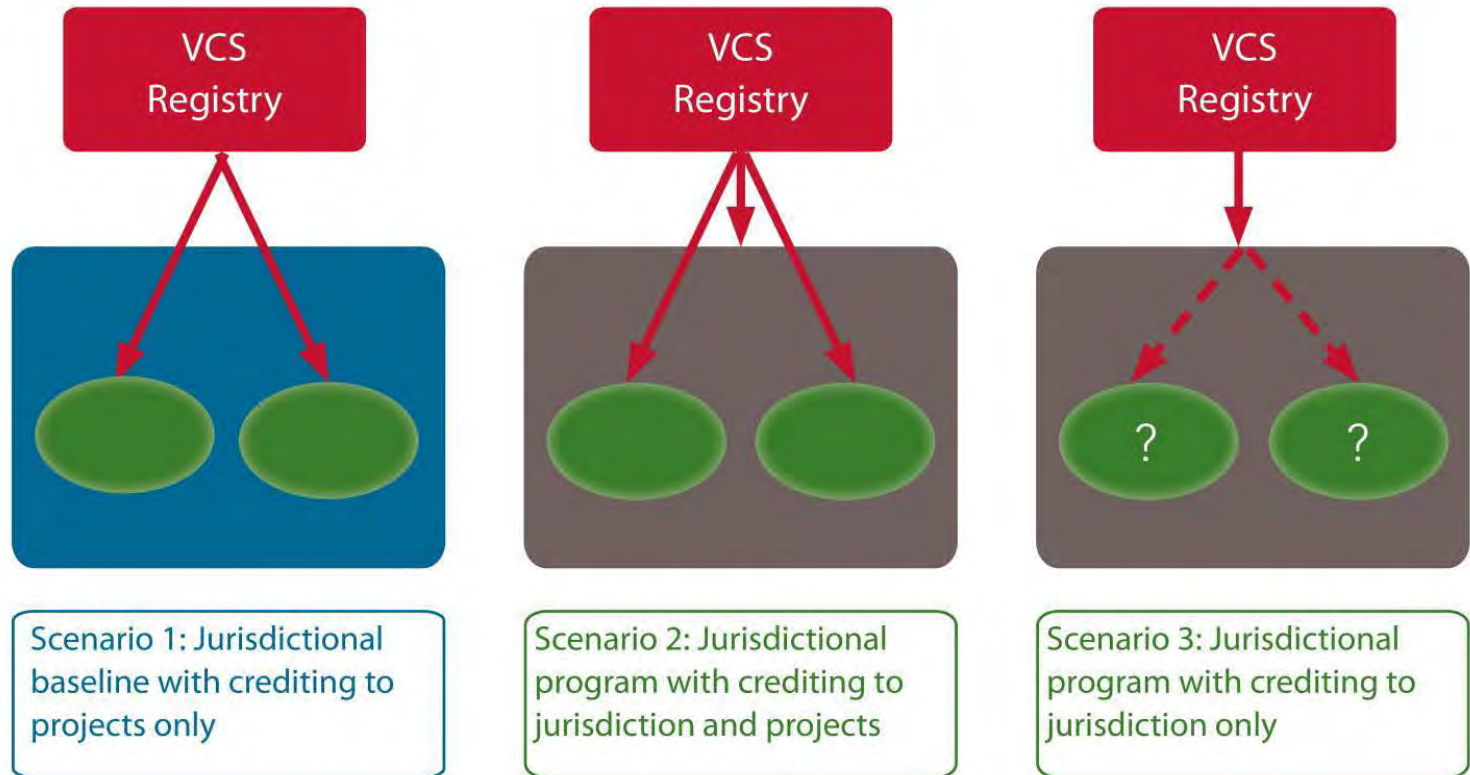 VCS
Registry
VCS
Registry
VCS
Registry
?
?
Scenario 1: Jurisdictional
baseline with crediting to
projects only
Scenario 2: Jurisdictional
program with crediting to
jurisdiction and projects
Scenario 3: Jurisdictional
program with crediting to
jurisdiction only